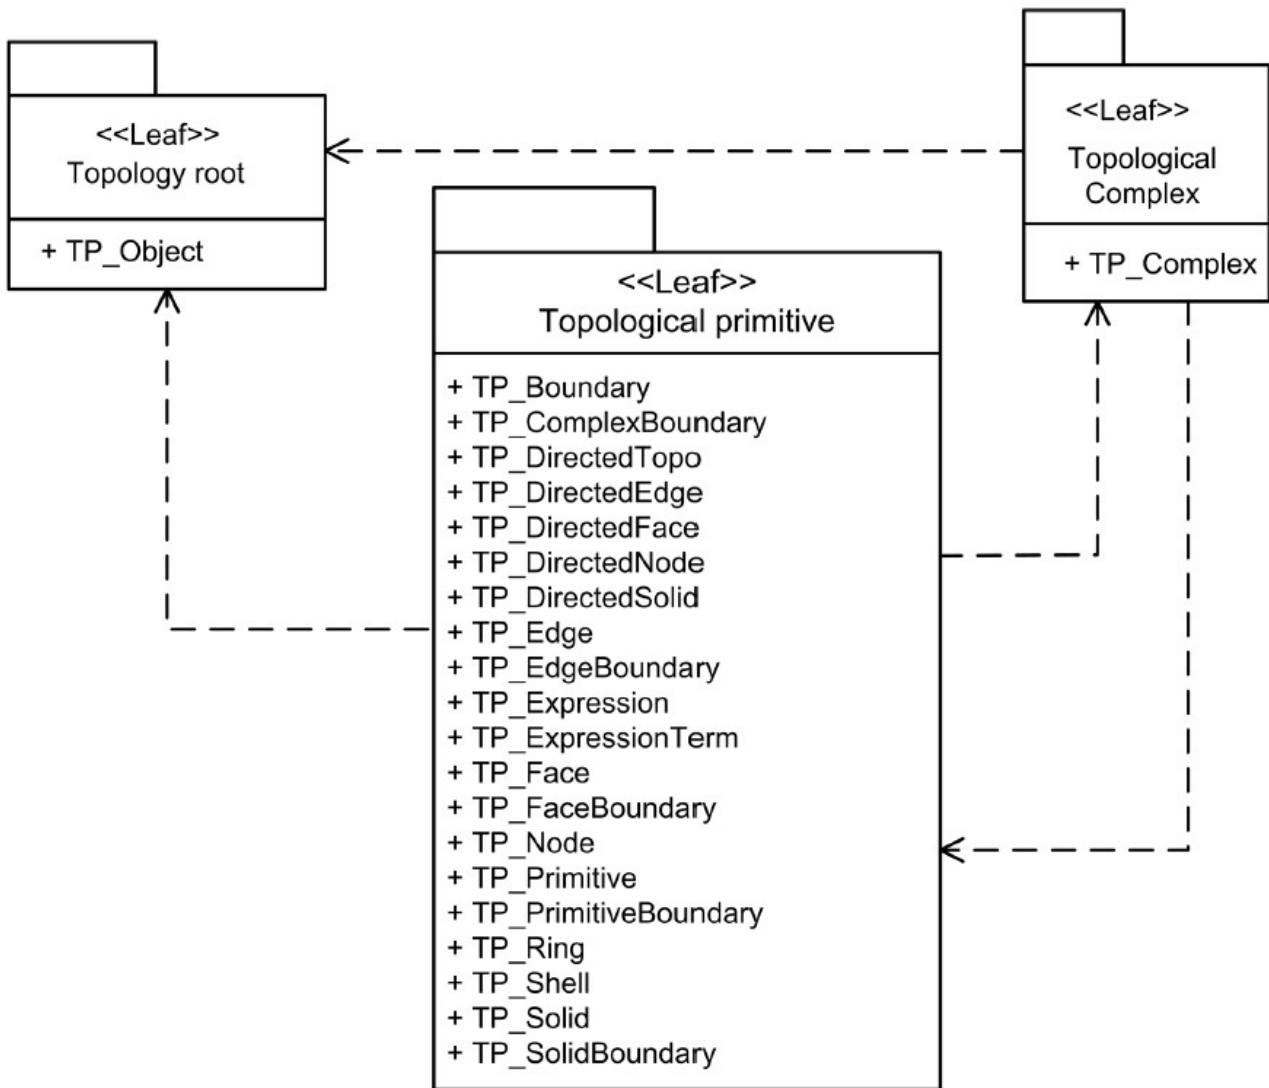 <<Leaf>>
Topology root
+ TP_Object
<<Leaf>>
Topological
Complex
+ TP_Complex
<<Leaf>>
Topological primitive
+ TP_Boundary
+ TP_ComplexBoundary
+ TP_DirectedTopo
+ TP_DirectedEdge
+ TP_DirectedFace
+ TP_DirectedNode
+ TP_DirectedSolid
+ TP_Edge
+ TP_EdgeBoundary
+ TP_Expression
+ TP_ExpressionTerm
+ TP_Face
+ TP_FaceBoundary
+ TP_Node
+ TP_Primitive
+ TP_PrimitiveBoundary
+ TP_Ring
+ TP_Shell
+ TP_Solid
+ TP_SolidBoundary